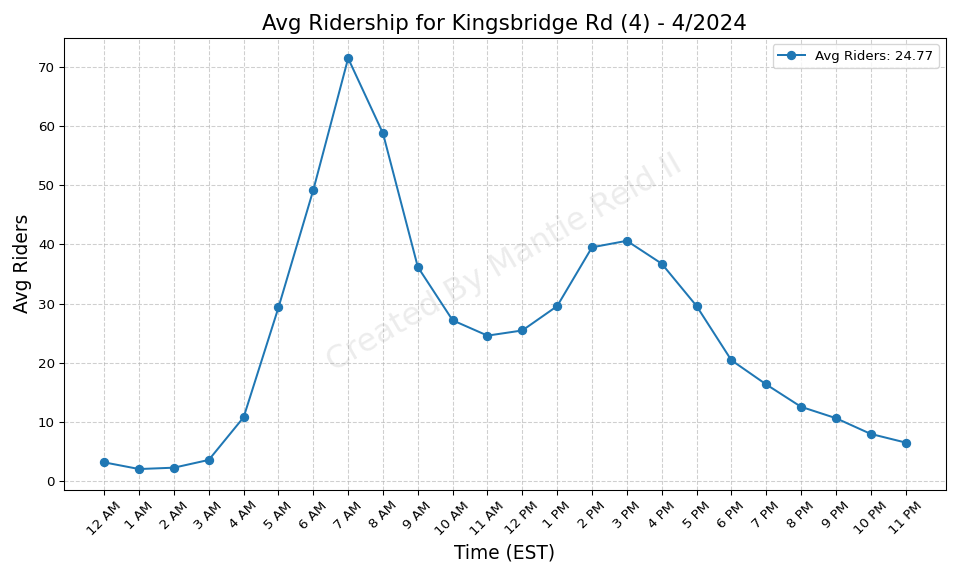 Avg Ridership for Kingsbridge Rd (4) - 4/2024
Avg Riders: 24.77
70
60
50
40
30
20
10
0
Avg Riders
Created By Mantie Reid II
12 AM
1 AM
2 AM
3 AM
4 AM
5 AM
6 AM
7 AM
8 AM
9 AM
10 AM
11 AM
12 PM
1 PM
2 PM
3 PM
4 PM
5 PM
6 PM
7 PM
8 PM
9 PM
10 PM
11 PM
Time (EST)